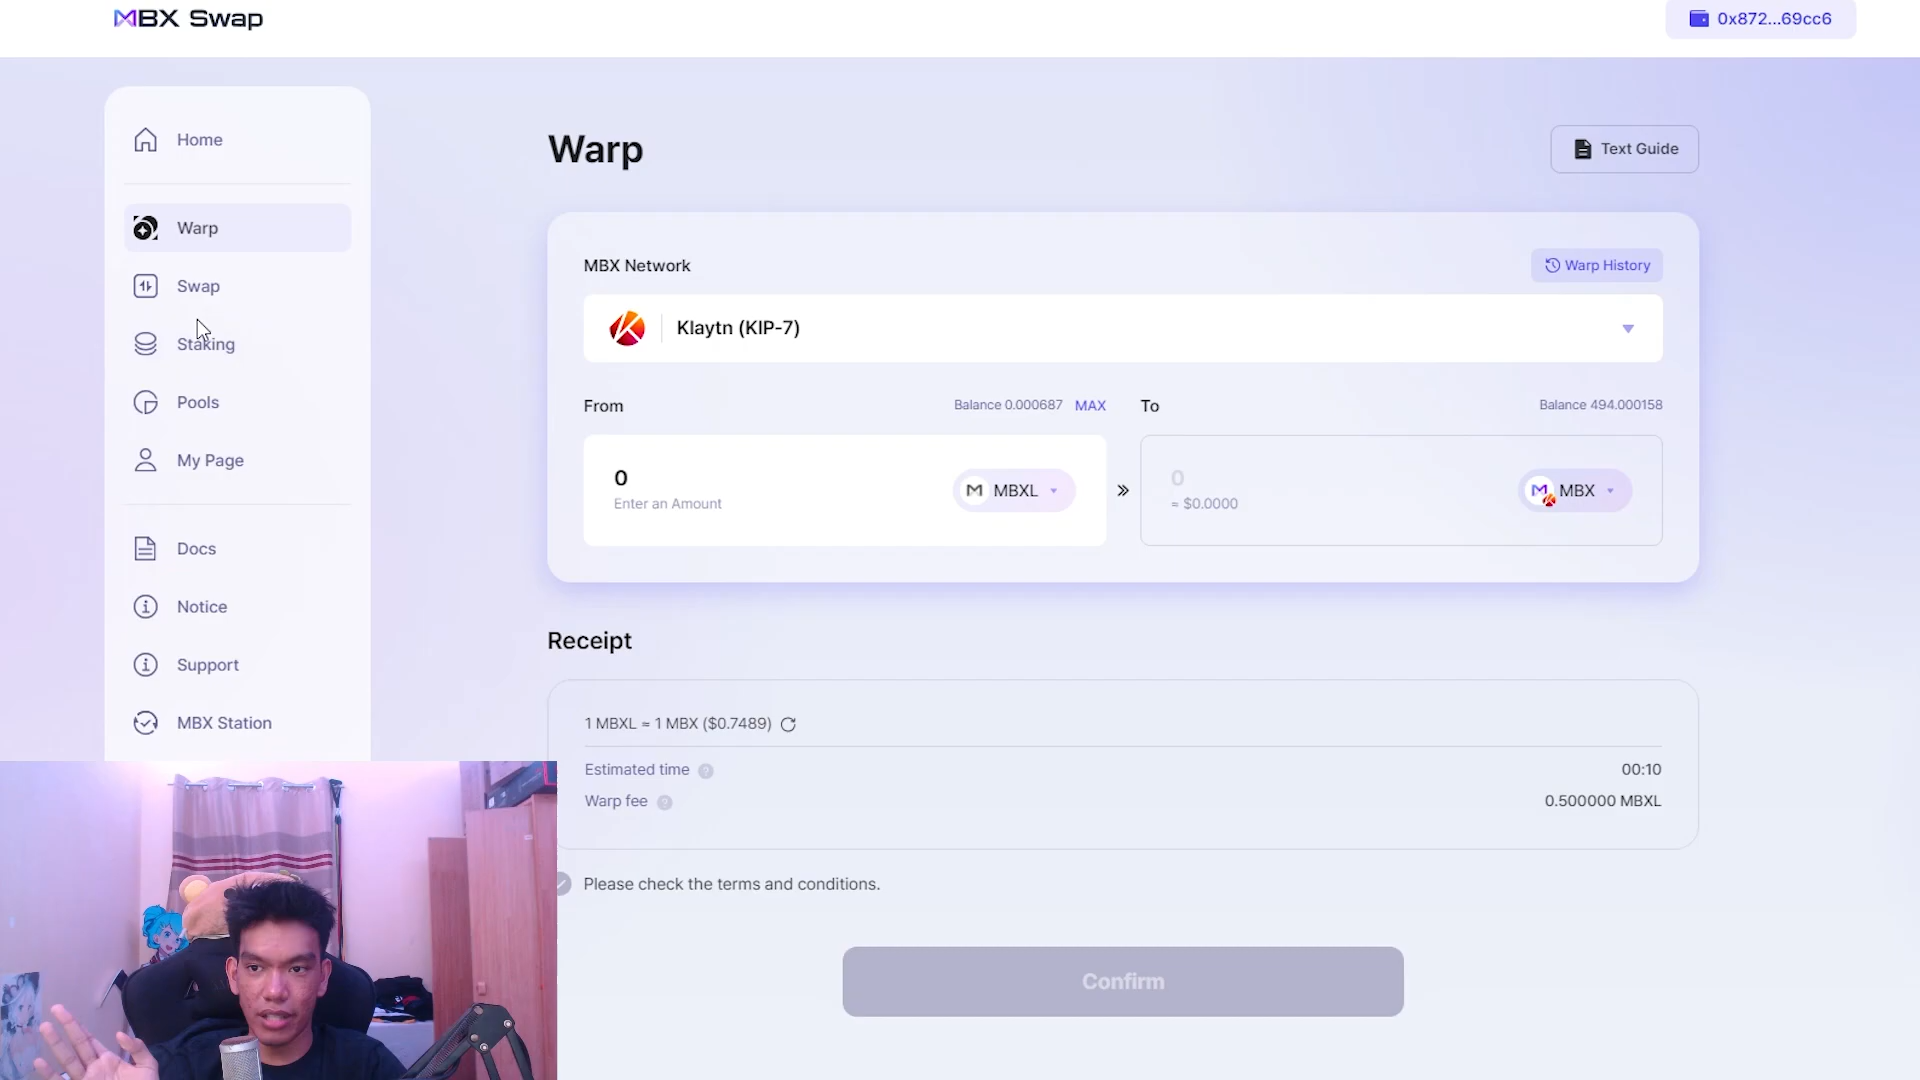 MBX Swap
0x872...69cc6
Home
Warp
Swap
Staking
Pools
My Page
Docs
Notice
Support
MBX Station
Warp
Text Guide
MBX Network
Warp History
Klaytn (KIP-7)
From
Balance 0.000687 MAX
0
Enter an Amount
MBXL
To
Balance 494.000158
0
≈ $0.0000
MBX
Receipt
1 MBXL ≈ 1 MBX ($0.7489)
Estimated time
00:10
Warp fee
0.500000 MBXL
Please check the terms and conditions.
Confirm